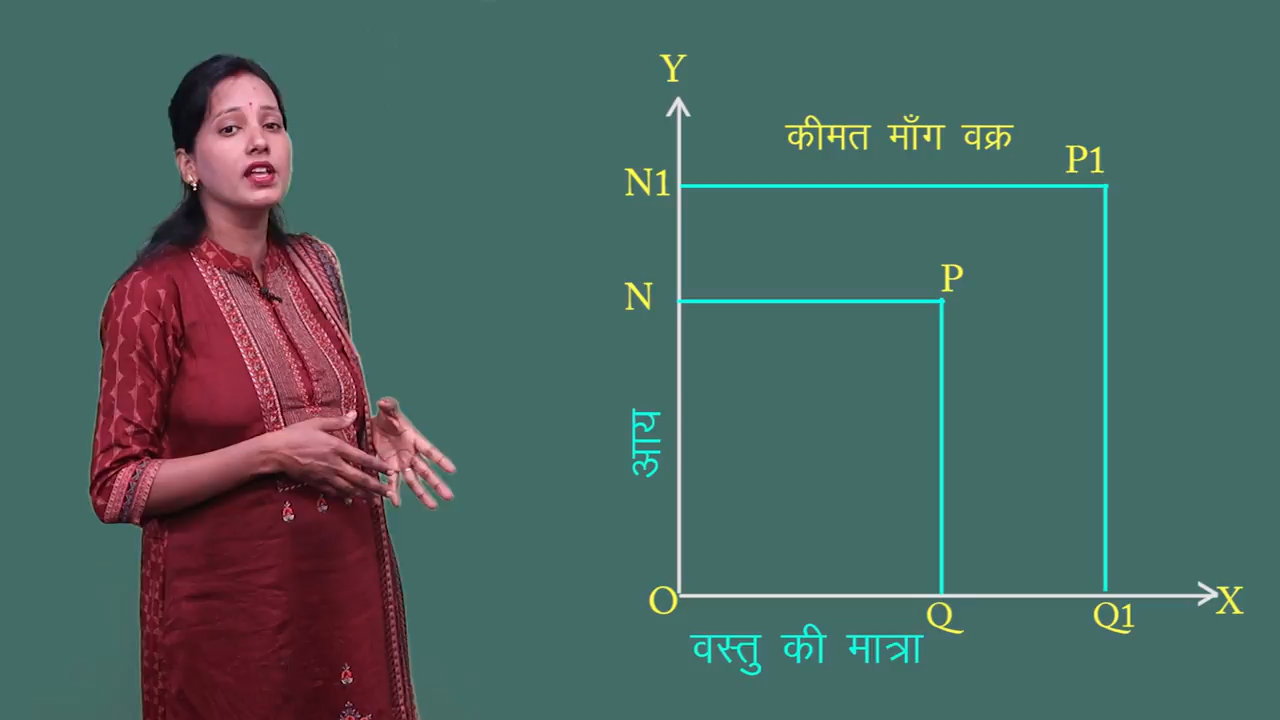 Y
कीमत माँग वक्र
P1
N1
P
N
आय
O
Q
Q1
X
वस्तु की मात्रा